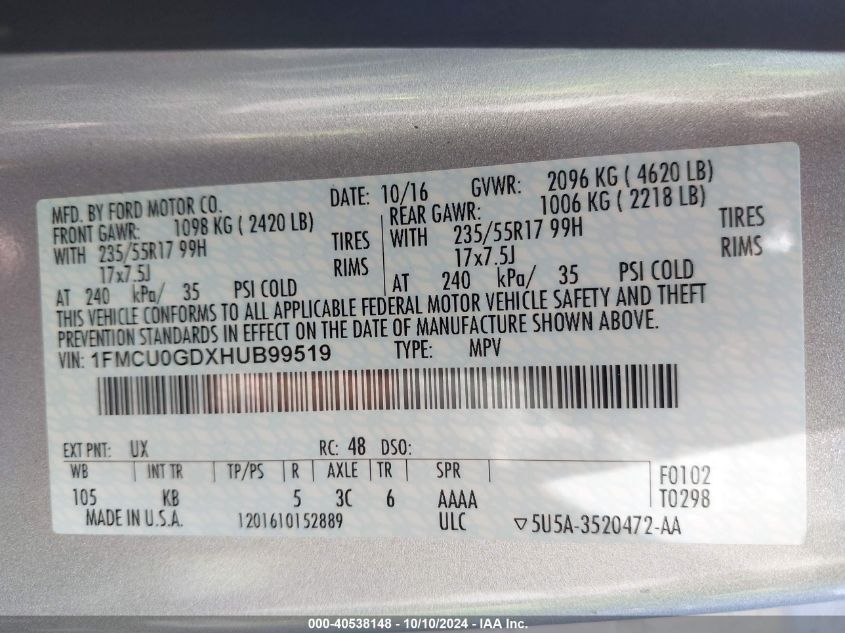 MFD. BY FORD MOTOR CO. DATE: 10/16 GVWR: 2096 KG ( 4620 LB)
FRONT GAWR: 1098 KG ( 2420 LB) REAR GAWR: 1006 KG ( 2218 LB)
WITH 235/55R17 99H TIRES WITH 235/55R17 99H TIRES
17x7.5J RIMS 17x7.5J RIMS
AT 240 kPa/ 35 PSI COLD AT 240 kPa/ 35 PSI COLD
THIS VEHICLE CONFORMS TO ALL APPLICABLE FEDERAL MOTOR VEHICLE SAFETY AND THEFT
PREVENTION STANDARDS IN EFFECT ON THE DATE OF MANUFACTURE SHOWN ABOVE.
VIN: 1FMCU0GDXHUB99519 TYPE: MPV
EXT PNT: UX RC: 48 DSO:
WB INT TR TP/PS R AXLE TR SPR F0102
105 KB 5 3C 6 AAAA T0298
MADE IN U.S.A. 1201610152889 ULC ▽5U5A-3520472-AA
000-40538148 - 10/10/2024 - IAA Inc.